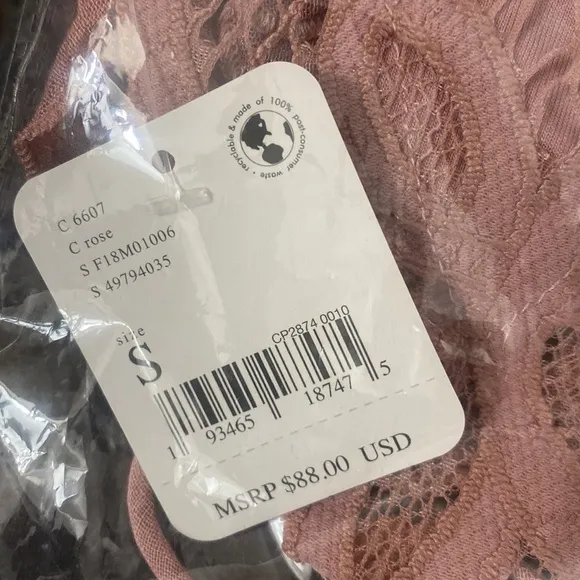 recyclable & made of 100% post-consumer waste •
C 6607
C rose
S F18M01006
S 49794035
size
S
CP2874 0010
1 93465 18747 5
MSRP $88.00 USD